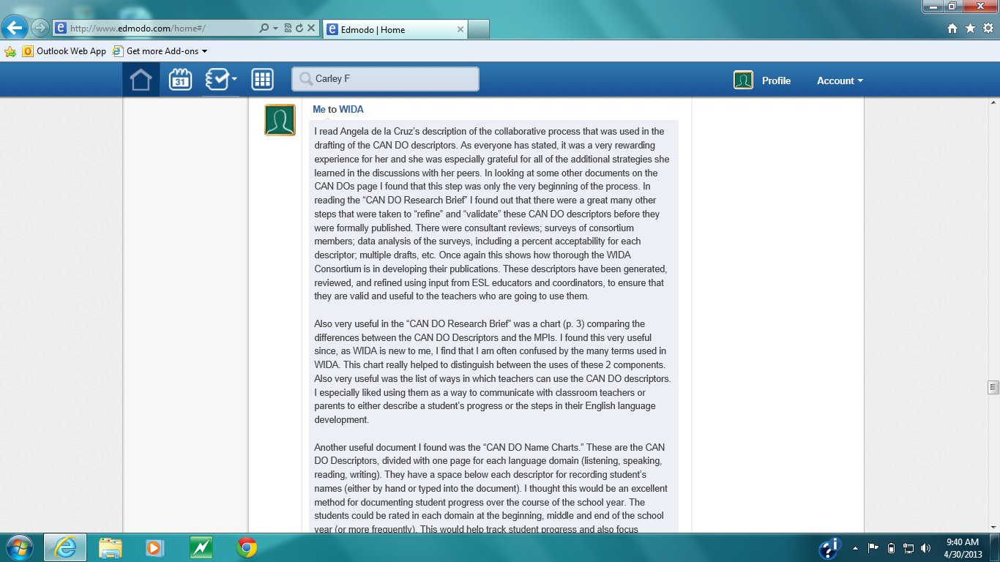 http://www.edmodo.com/home#/
Edmodo | Home
Outlook Web App
Get more Add-ons
31
Carley F
Profile
Account
Me to WIDA
I read Angela de la Cruz’s description of the collaborative process that was used in the
drafting of the CAN DO descriptors. As everyone has stated, it was a very rewarding
experience for her and she was especially grateful for all of the additional strategies she
learned in the discussions with her peers. In looking at some other documents on the
CAN DOs page I found that this step was only the very beginning of the process. In
reading the “CAN DO Research Brief” I found out that there were a great many other
steps that were taken to “refine” and “validate” these CAN DO descriptors before they
were formally published. There were consultant reviews; surveys of consortium
members; data analysis of the surveys, including a percent acceptability for each
descriptor; multiple drafts, etc. Once again this shows how thorough the WIDA
Consortium is in developing their publications. These descriptors have been generated,
reviewed, and refined using input from ESL educators and coordinators, to ensure that
they are valid and useful to the teachers who are going to use them.
Also very useful in the “CAN DO Research Brief” was a chart (p. 3) comparing the
differences between the CAN DO Descriptors and the MPIs. I found this very useful
since, as WIDA is new to me, I find that I am often confused by the many terms used in
WIDA. This chart really helped to distinguish between the uses of these 2 components.
Also very useful was the list of ways in which teachers can use the CAN DO descriptors.
I especially liked using them as a way to communicate with classroom teachers or
parents to either describe a student’s progress or the steps in their English language
development.
Another useful document I found was the “CAN DO Name Charts.” These are the CAN
DO Descriptors, divided with one page for each language domain (listening, speaking,
reading, writing). They have a space below each descriptor for recording student’s
names (either by hand or typed into the document). I thought this would be an excellent
method for documenting student progress over the course of the school year. The
students could be rated in each domain at the beginning, middle and end of the school
year (or more frequently). This would help track student progress and also focus
9:40 AM
4/30/2013